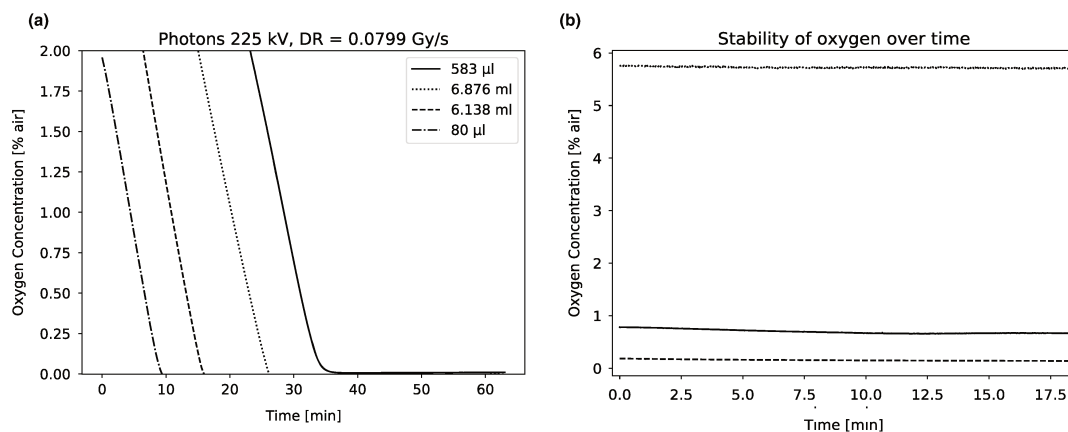 (a)
Photons 225 kV, DR = 0.0799 Gy/s
2.00
1.75
1.50
1.25
1.00
0.75
0.50
0.25
0.00
Oxygen Concentration [% air]
583 µl
6.876 ml
6.138 ml
80 µl
0 10 20 30 40 50 60
Time [min]
(b)
Stability of oxygen over time
6
5
4
3
2
1
0
Oxygen Concentration [% air]
0.0 2.5 5.0 7.5 10.0 12.5 15.0 17.5
Time [min]